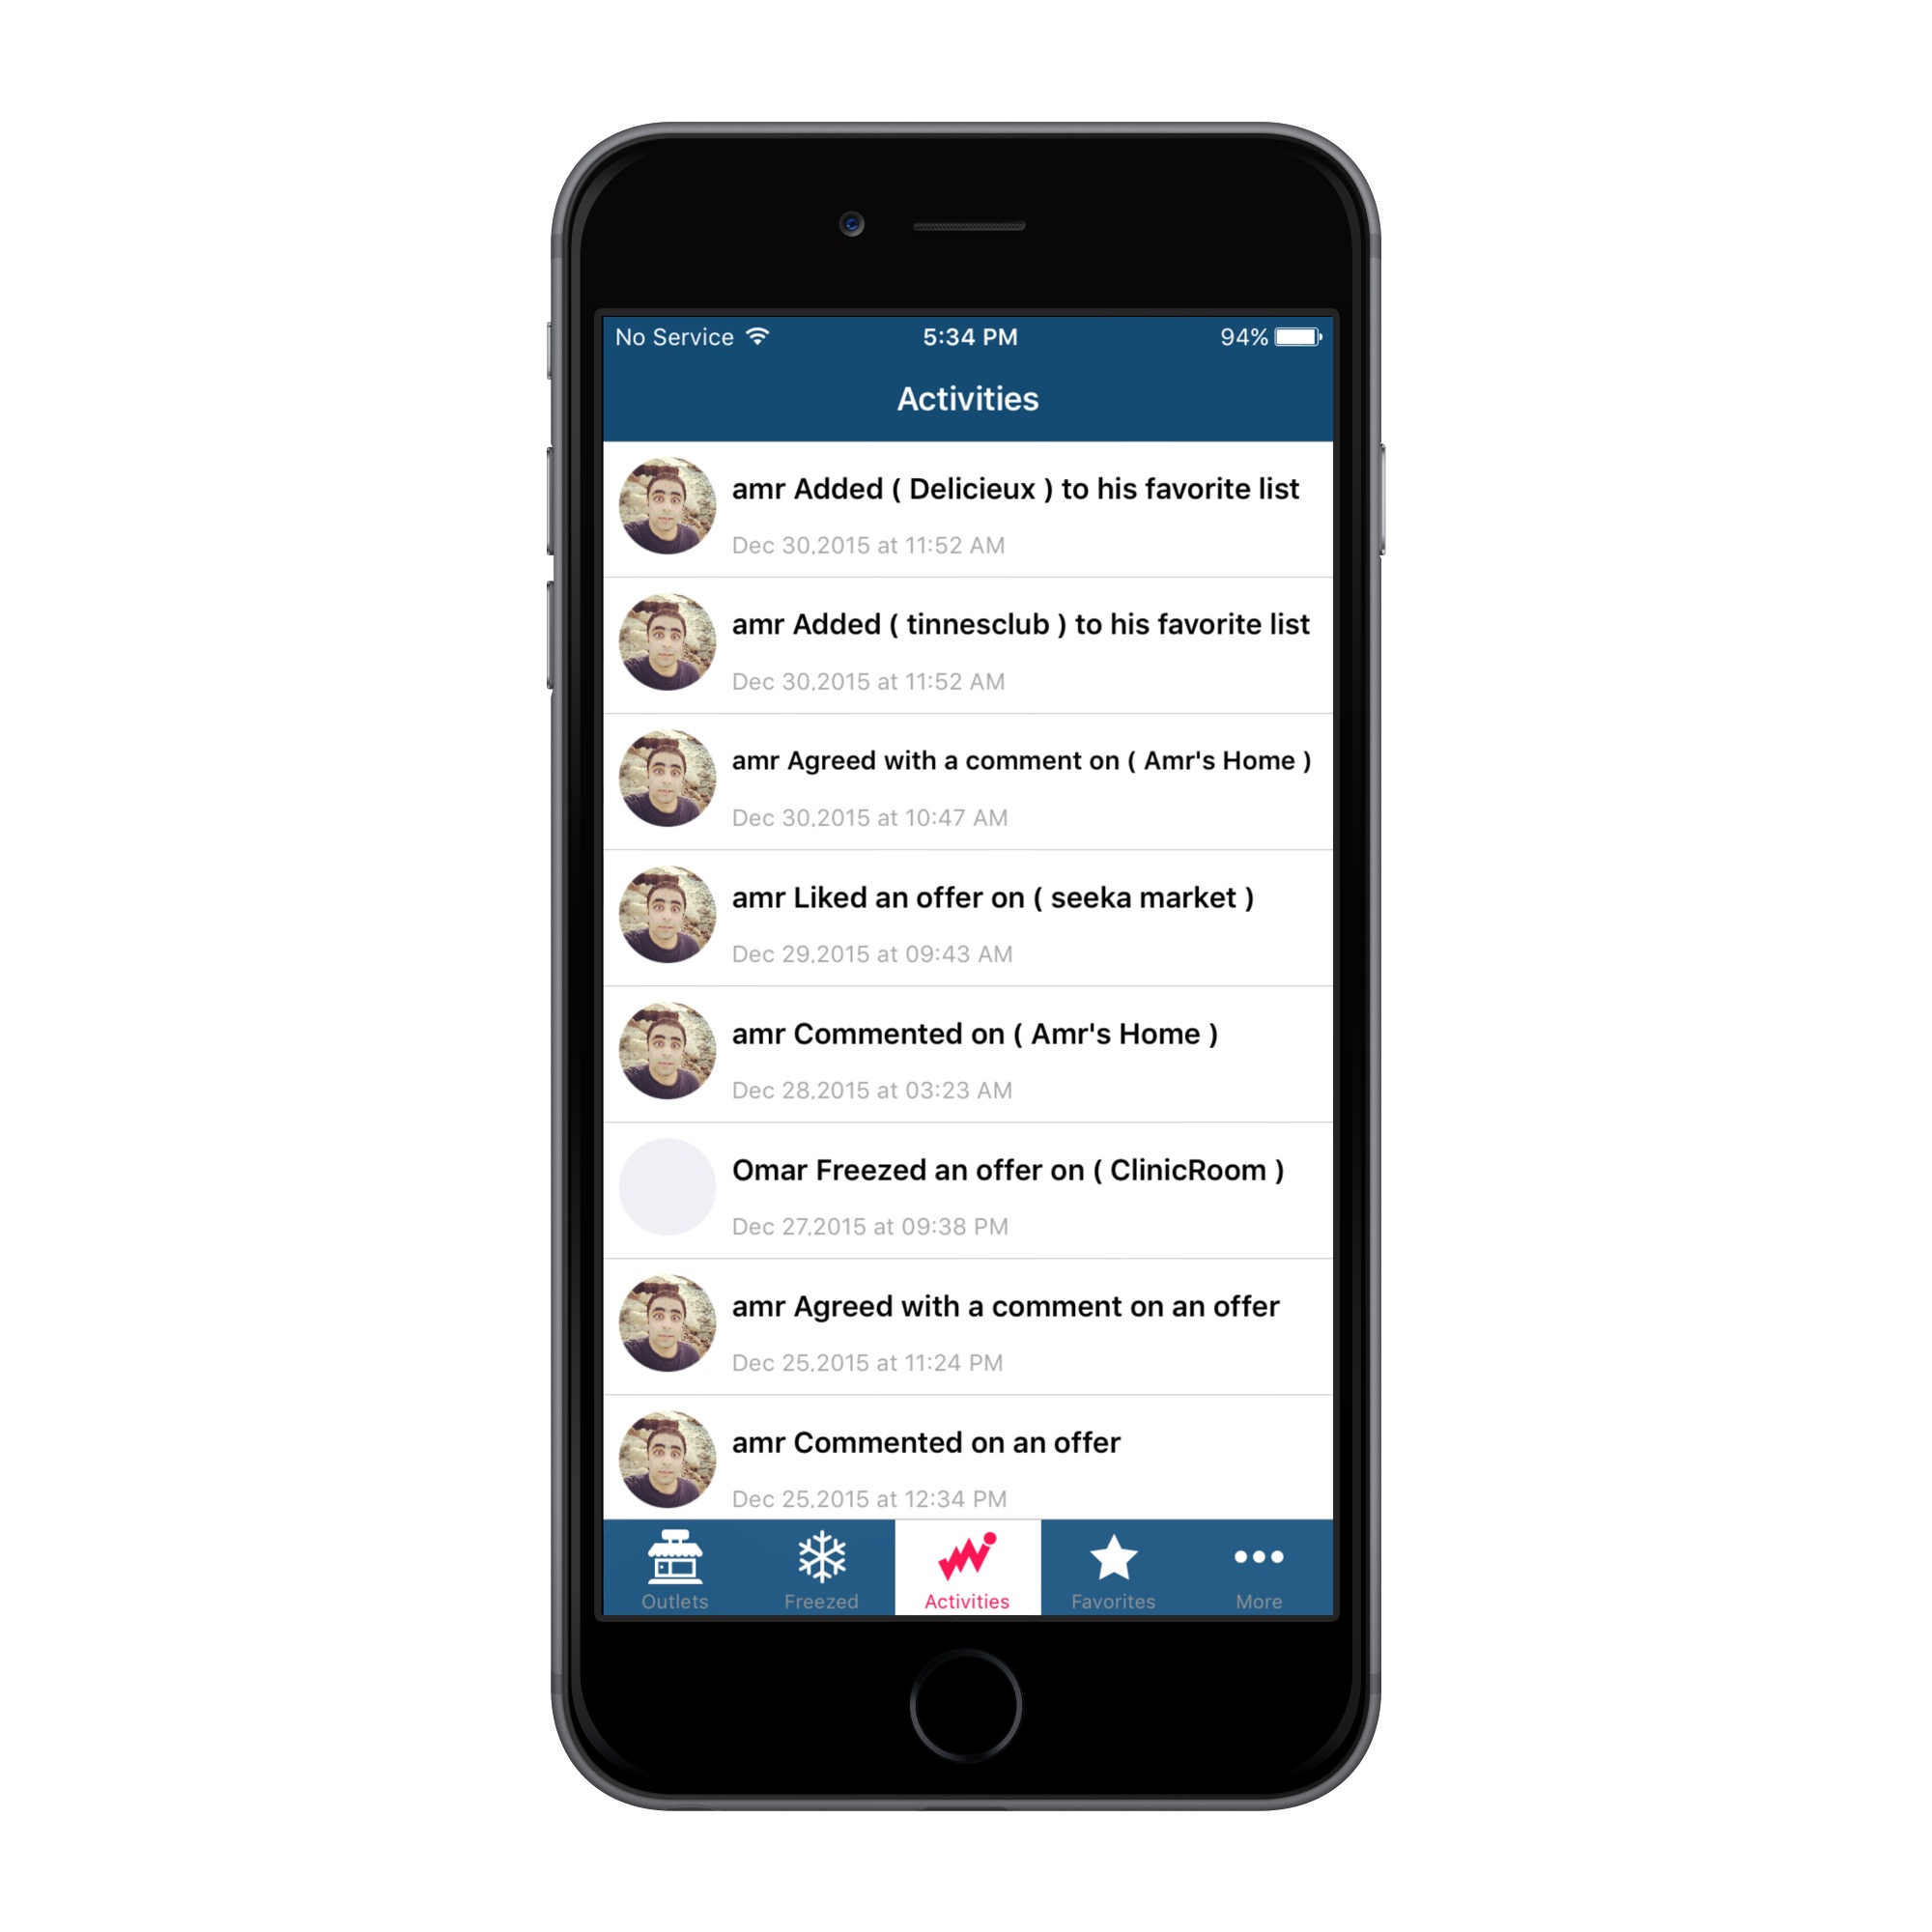 No Service 5:34 PM 94%
Activities
amr Added ( Delicieux ) to his favorite list
Dec 30,2015 at 11:52 AM
amr Added ( tinnesclub ) to his favorite list
Dec 30,2015 at 11:52 AM
amr Agreed with a comment on ( Amr's Home )
Dec 30,2015 at 10:47 AM
amr Liked an offer on ( seeka market )
Dec 29,2015 at 09:43 AM
amr Commented on ( Amr's Home )
Dec 28,2015 at 03:23 AM
Omar Freezed an offer on ( ClinicRoom )
Dec 27,2015 at 09:38 PM
amr Agreed with a comment on an offer
Dec 25,2015 at 11:24 PM
amr Commented on an offer
Dec 25,2015 at 12:34 PM
Outlets Freezed Activities Favorites More